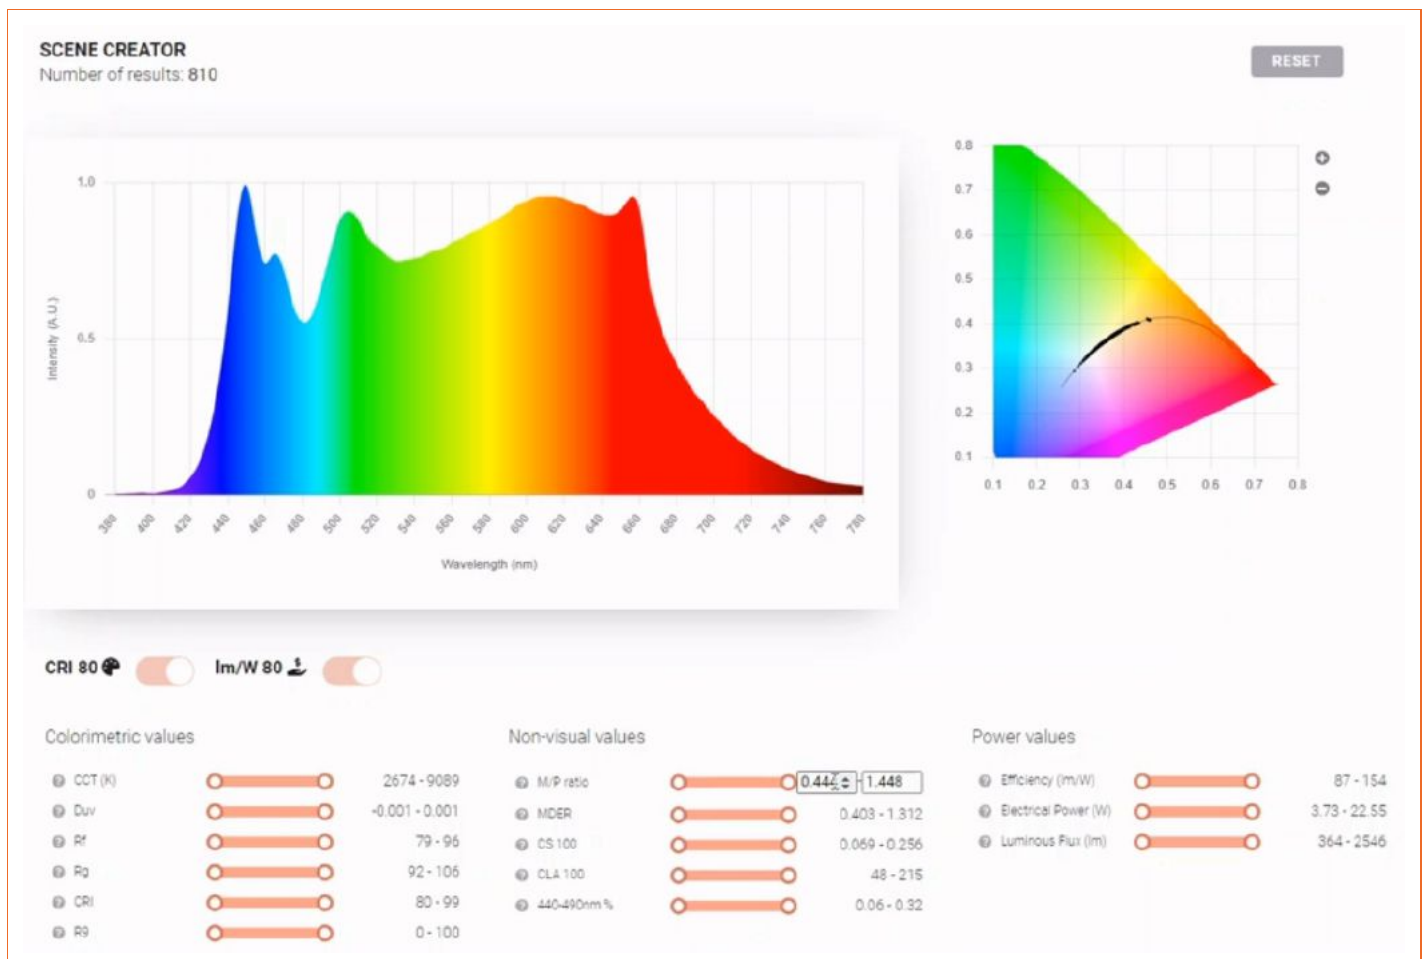 SCENE CREATOR
Number of results: 810
RESET
1.0
0.5
0
Intensity (A.U.)
380 400 420 440 460 480 500 520 540 560 580 600 620 640 660 680 700 720 740 760 780
Wavelength (nm)
0.8
0.7
0.6
0.5
0.4
0.3
0.2
0.1
0.1 0.2 0.3 0.4 0.5 0.6 0.7 0.8
CRI 80 lm/W 80
Colorimetric values
CCT (K) 2674 - 9089
Duv -0.001 - 0.001
Rf 79 - 96
Rg 92 - 106
CRI 80 - 99
R9 0 - 100
Non-visual values
M/P ratio 0.444 - 1.448
MDER 0.403 - 1.312
CS 100 0.069 - 0.256
CLA 100 48 - 215
440-490nm % 0.06 - 0.32
Power values
Efficiency (lm/W) 87 - 154
Electrical Power (W) 3.73 - 22.55
Luminous Flux (lm) 364 - 2546